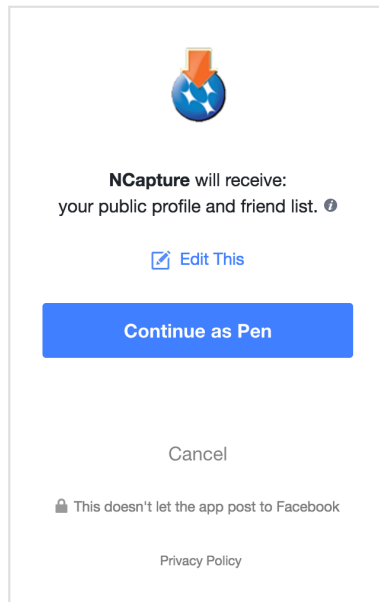 NCapture will receive:
your public profile and friend list.
Edit This
Continue as Pen
Cancel
This doesn't let the app post to Facebook
Privacy Policy